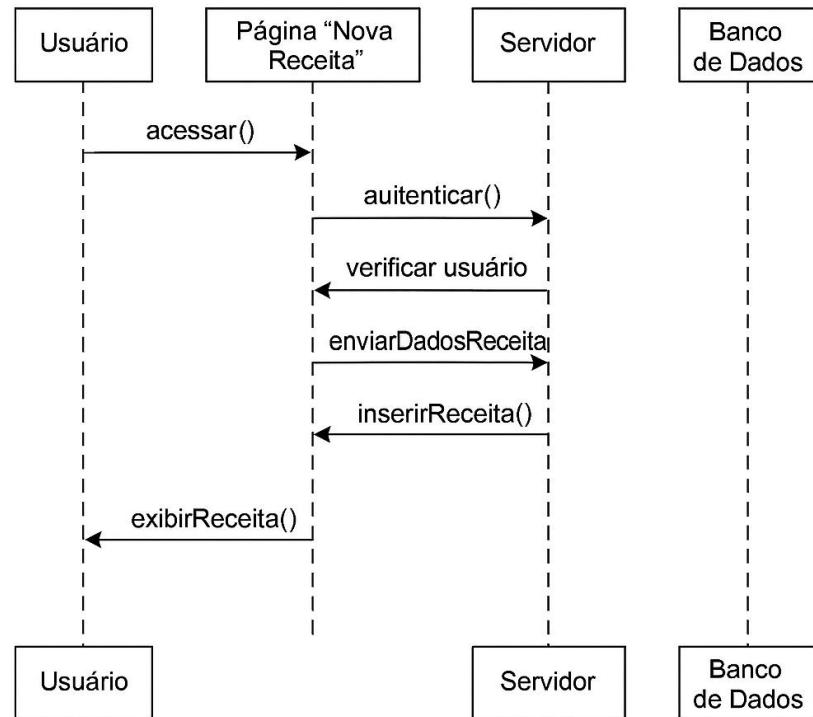 Usuário
Página “Nova
Receita”
Servidor
Banco
de Dados
acessar()
auitenticar()
verificar usuário
enviarDadosReceita
inserirReceita()
exibirReceita()
Usuário
Servidor
Banco
de Dados